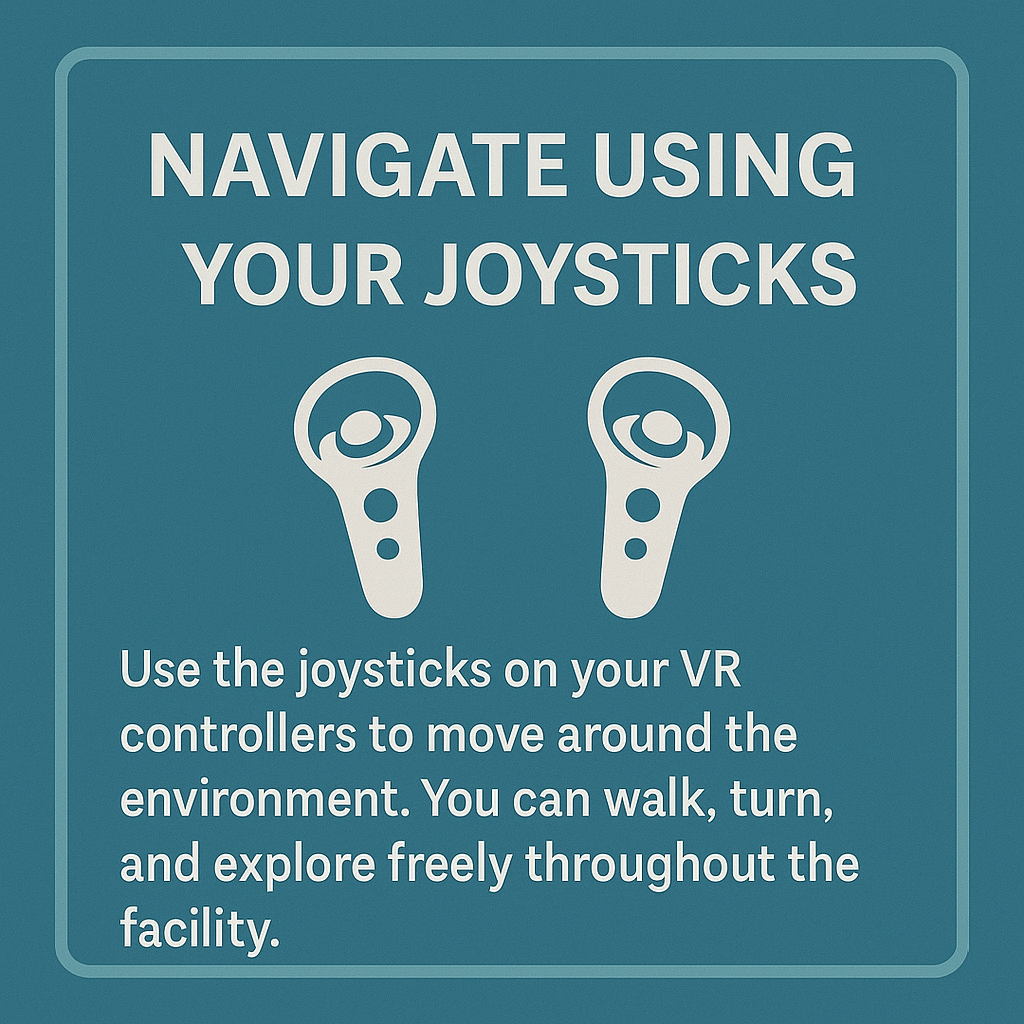 NAVIGATE USING
YOUR JOYSTICKS
Use the joysticks on your VR
controllers to move around the
environment. You can walk, turn,
and explore freely throughout the
facility.